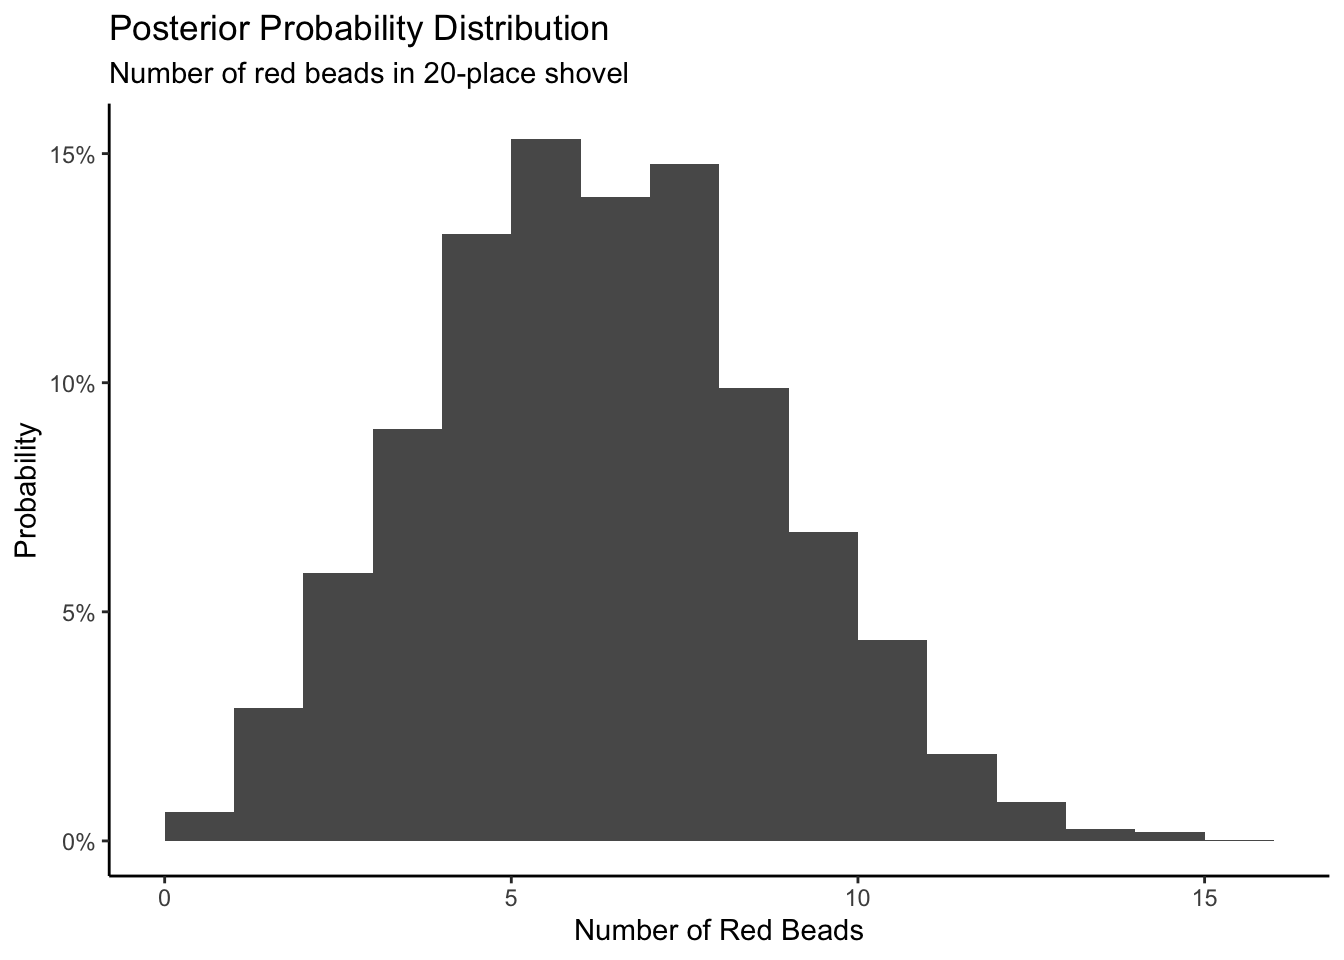 Posterior Probability Distribution
Number of red beads in 20-place shovel
Probability
15%
10%
5%
0%
0 5 10 15
Number of Red Beads